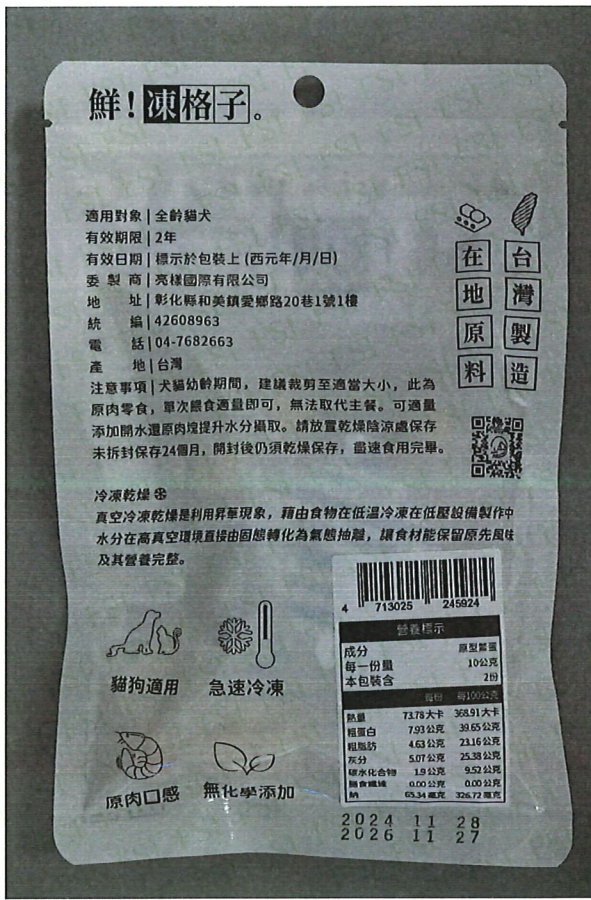 鮮!凍格子。
適用對象|全齡貓犬
有效期限|2年
有效日期|標示於包裝上 (西元年/月/日)
委製商|亮樣國際有限公司
地址|彰化縣和美鎮愛鄉路20巷1號1樓
統編|42608963
電話|04-7682663
產地|台灣
注意事項|犬貓幼齡期間，建議裁剪至適當大小，此為
原肉零食，單次餵食適量即可，無法取代主餐。可適量
添加開水還原肉塊提升水分攝取。請放置乾燥陰涼處保存
未拆封保存24個月，開封後仍須乾燥保存，盡速食用完畢。
台灣製造
在地原料
冷凍乾燥
真空冷凍乾燥是利用昇華現象，藉由食物在低溫冷凍在低壓設備製作中
水分在高真空環境直接由固態轉化為氣態抽離，讓食材能保留原先風味
及其營養完整。
貓狗適用
急速冷凍
原肉口感
無化學添加
4 713025 245924
營養標示
成分 原型蟹蛋
每一份量 10公克
本包裝含 2份
每份 每100公克
熱量 73.78大卡 368.91大卡
粗蛋白 7.93公克 39.65公克
粗脂肪 4.63公克 23.16公克
灰分 5.07公克 25.38公克
碳水化合物 1.9公克 9.52公克
膳食纖維 0.00公克 0.00公克
鈉 65.34毫克 326.72毫克
2024 11 28
2026 11 27